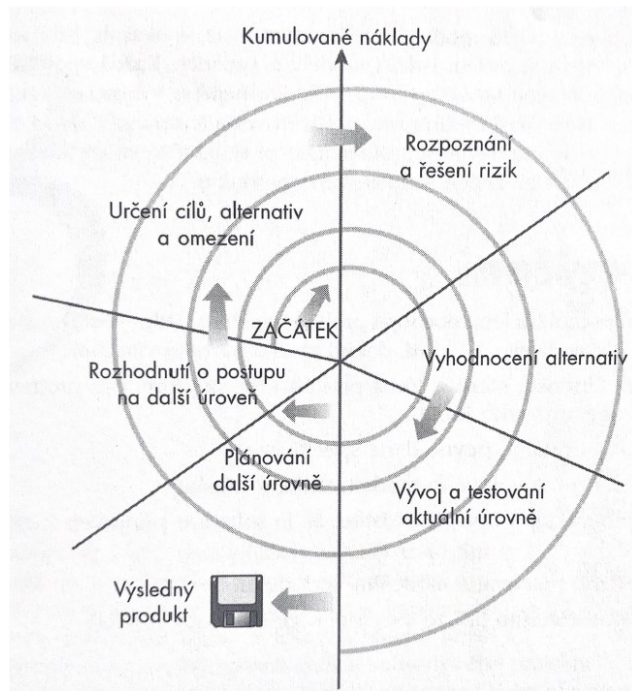 Kumulované náklady
Rozpoznání
a řešení rizik
Určení cílů, alternativ
a omezení
ZAČÁTEK
Vyhodnocení alternativ
Rozhodnutí o postupu
na další úroveň
Plánování
další úrovně
Vývoj a testování
aktuální úrovně
Výsledný
produkt